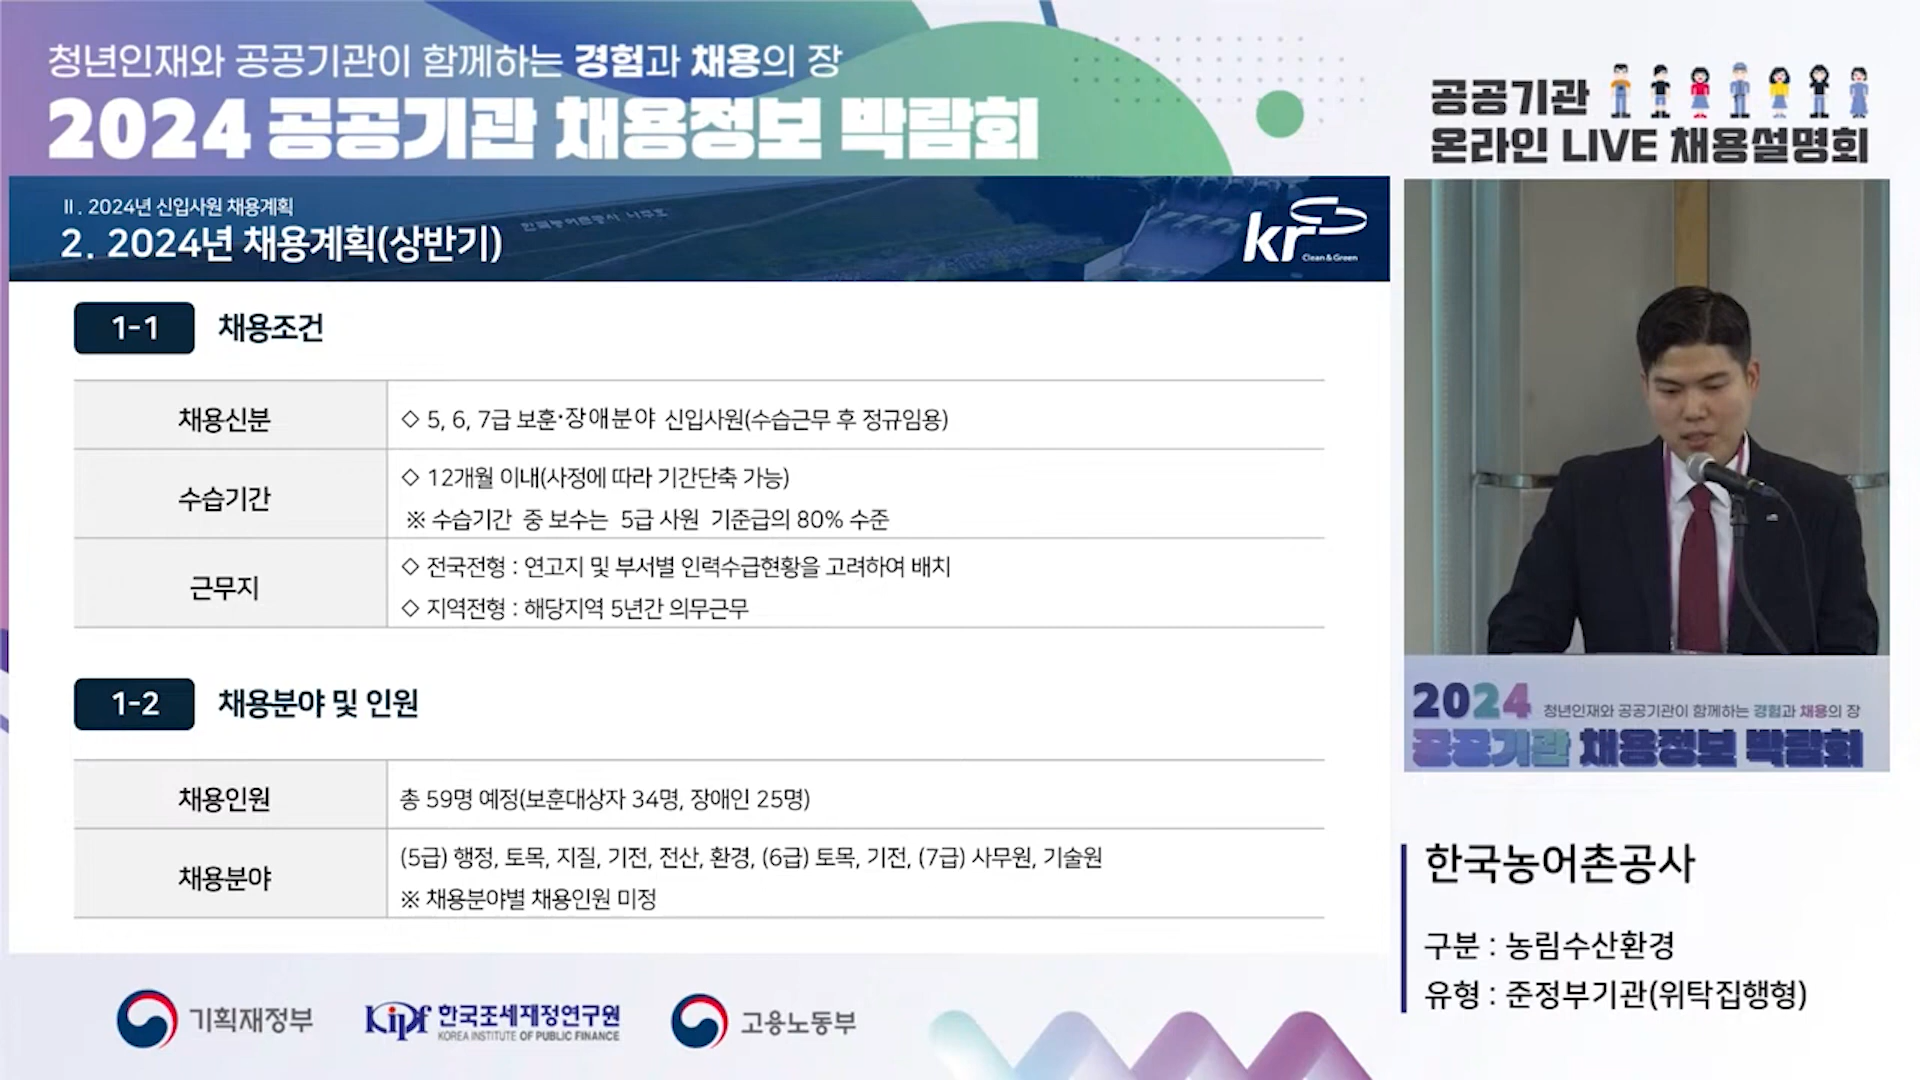 청년인재와 공공기관이 함께하는 경험과 채용의 장
2024 공공기관 채용정보 박람회
공공기관
온라인 LIVE 채용설명회
Ⅱ. 2024년 신입사원 채용계획
2. 2024년 채용계획(상반기)
한국농어촌공사 나주호
kr
Clean & Green
1-1 채용조건
채용신분
◇ 5, 6, 7급 보훈·장애분야 신입사원(수습근무 후 정규임용)
수습기간
◇ 12개월 이내(사정에 따라 기간단축 가능)
※ 수습기간 중 보수는 5급 사원 기준급의 80% 수준
근무지
◇ 전국전형 : 연고지 및 부서별 인력수급현황을 고려하여 배치
◇ 지역전형 : 해당지역 5년간 의무근무
1-2 채용분야 및 인원
채용인원
총 59명 예정(보훈대상자 34명, 장애인 25명)
채용분야
(5급) 행정, 토목, 지질, 기전, 전산, 환경, (6급) 토목, 기전, (7급) 사무원, 기술원
※ 채용분야별 채용인원 미정
2024 청년인재와 공공기관이 함께하는 경험과 채용의 장
공공기관 채용정보 박람회
한국농어촌공사
구분 : 농림수산환경
유형 : 준정부기관(위탁집행형)
기획재정부
KIPF 한국조세재정연구원
KOREA INSTITUTE OF PUBLIC FINANCE
고용노동부